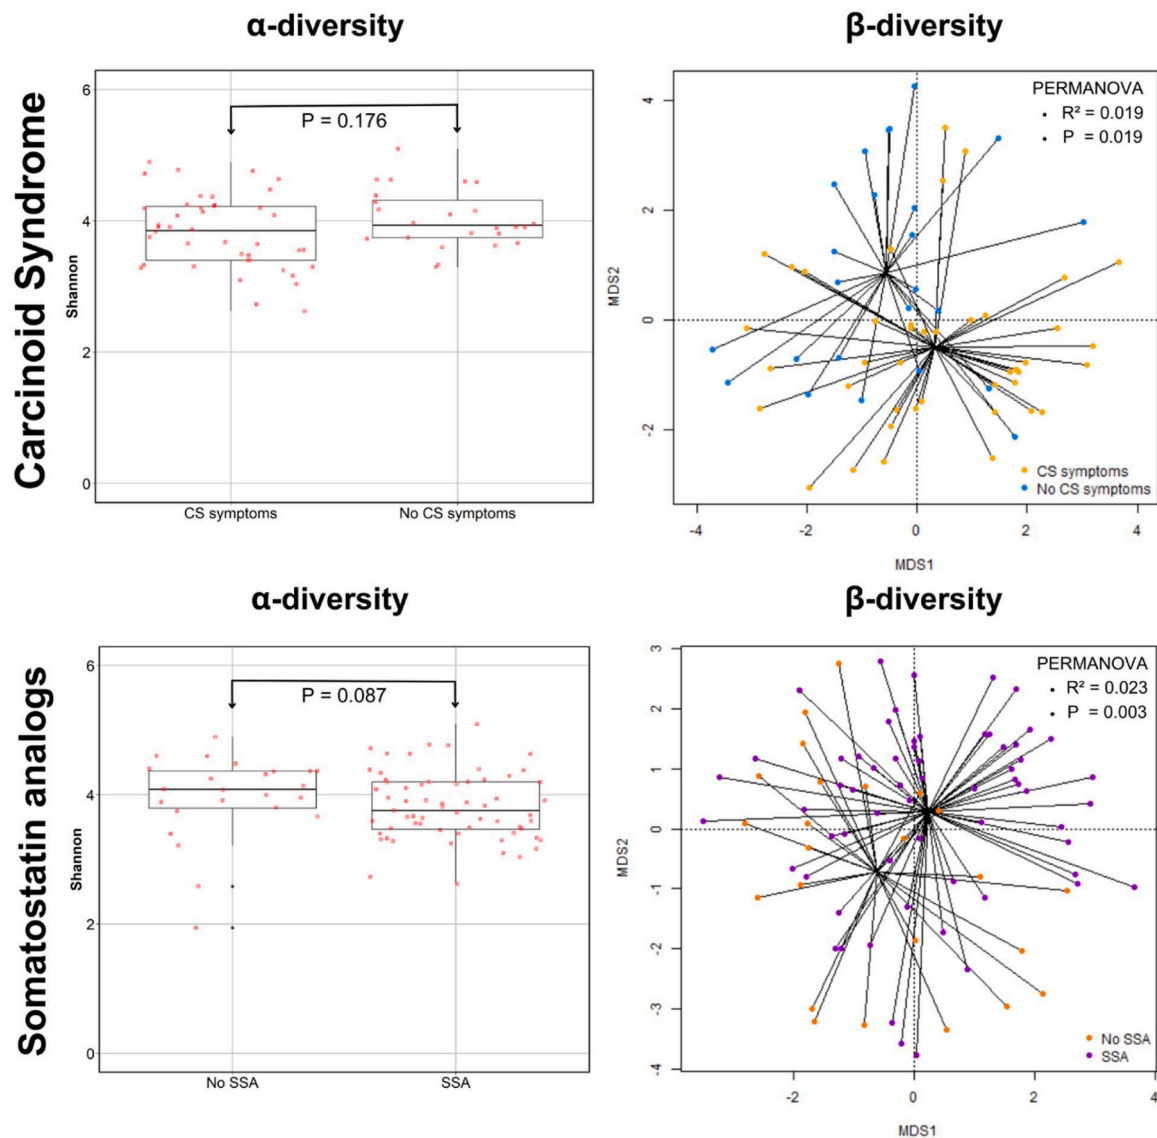 Carcinoid Syndrome
α-diversity
6
4
2
0
Shannon
P = 0.176
CS symptoms
No CS symptoms
β-diversity
4
2
0
-2
MDS2
PERMANOVA
R² = 0.019
P = 0.019
CS symptoms
No CS symptoms
-4
-2
0
2
4
MDS1
Somatostatin analogs
α-diversity
6
4
2
0
Shannon
P = 0.087
No SSA
SSA
β-diversity
3
2
1
0
-1
-2
-3
-4
MDS2
PERMANOVA
R² = 0.023
P = 0.003
No SSA
SSA
-2
0
2
4
MDS1